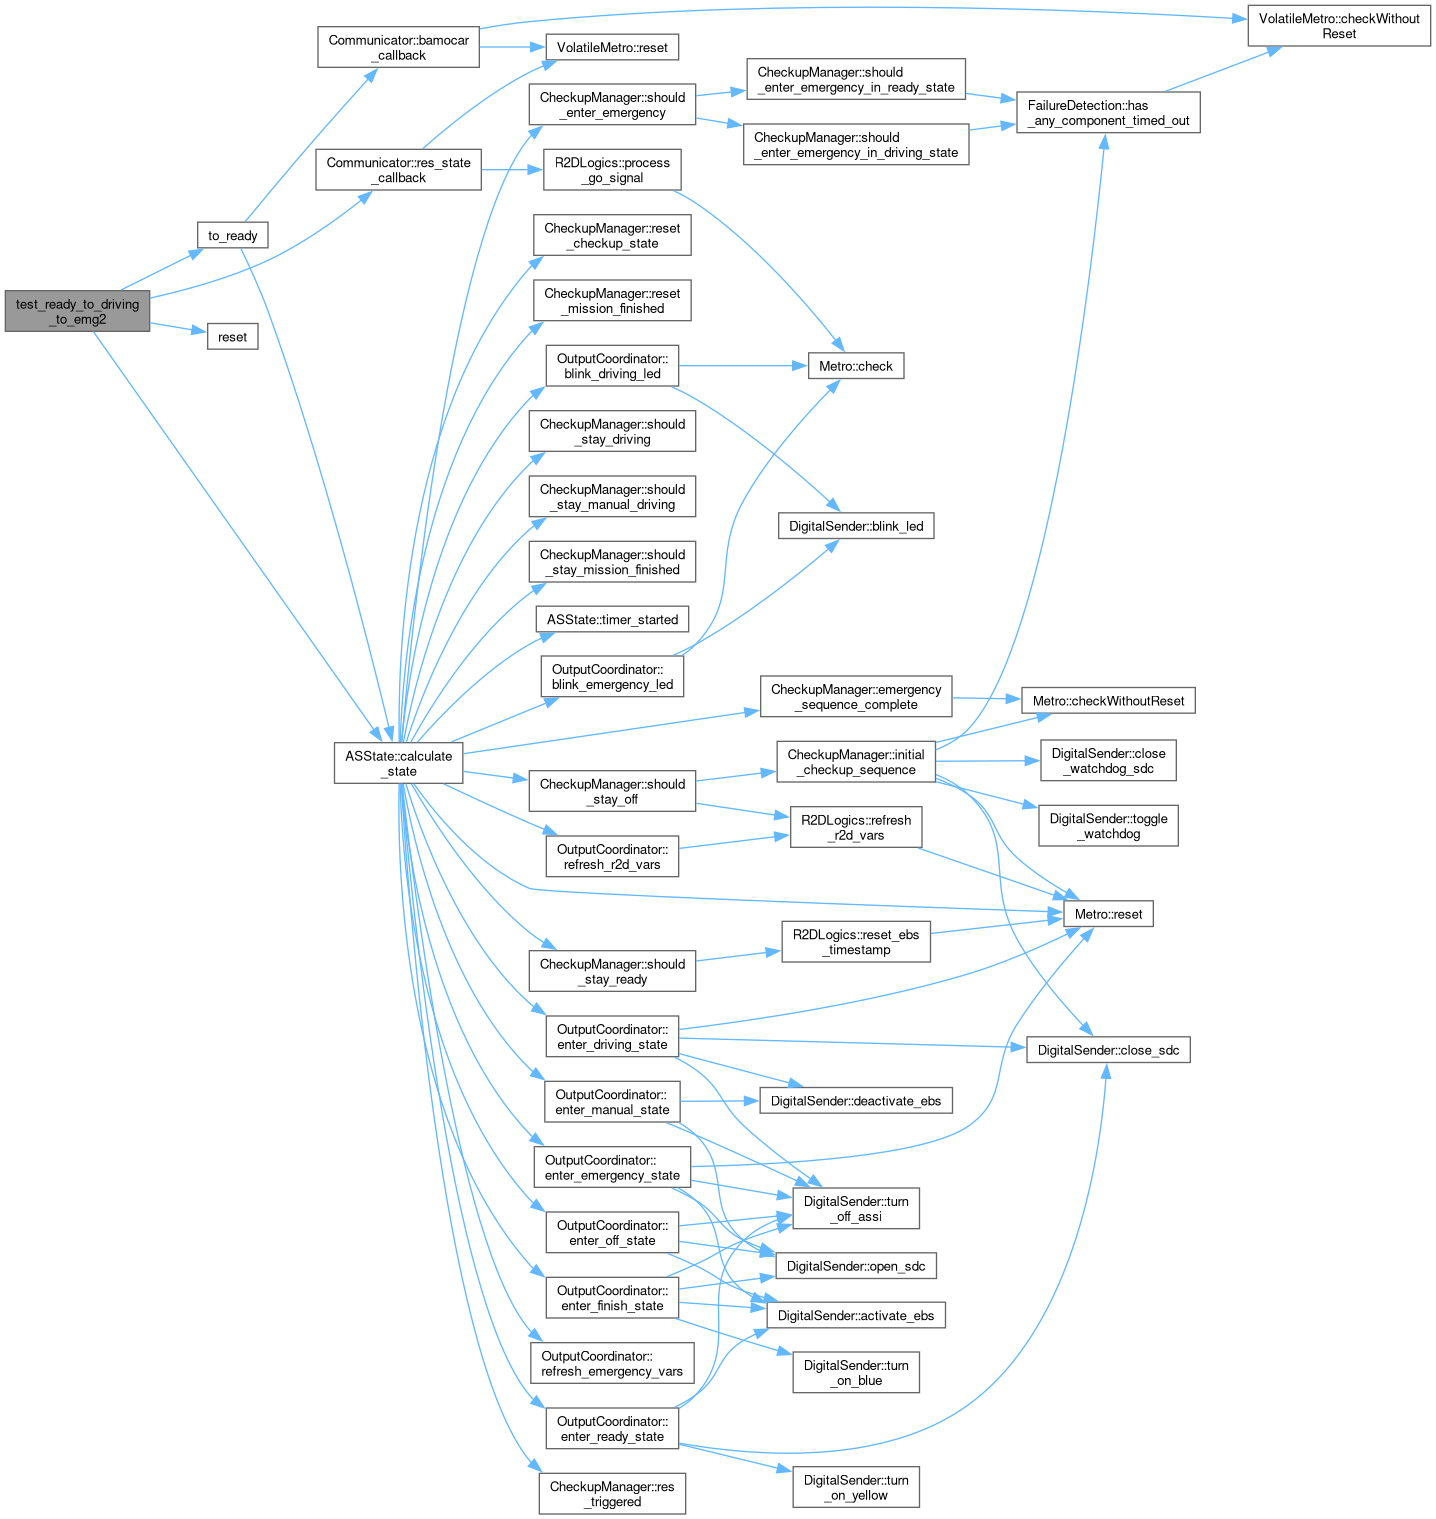 test_ready_to_driving
_to_emg2
to_ready
reset
Communicator::bamocar
_callback
Communicator::res_state
_callback
ASState::calculate
_state
VolatileMetro::reset
CheckupManager::should
_enter_emergency
R2DLogics::process
_go_signal
CheckupManager::reset
_checkup_state
CheckupManager::reset
_mission_finished
OutputCoordinator::
blink_driving_led
CheckupManager::should
_stay_driving
CheckupManager::should
_stay_manual_driving
CheckupManager::should
_stay_mission_finished
ASState::timer_started
OutputCoordinator::
blink_emergency_led
CheckupManager::should
_stay_off
OutputCoordinator::
refresh_r2d_vars
CheckupManager::should
_stay_ready
OutputCoordinator::
enter_driving_state
OutputCoordinator::
enter_manual_state
OutputCoordinator::
enter_emergency_state
OutputCoordinator::
enter_off_state
OutputCoordinator::
enter_finish_state
OutputCoordinator::
refresh_emergency_vars
OutputCoordinator::
enter_ready_state
CheckupManager::res
_triggered
CheckupManager::should
_enter_emergency_in_ready_state
CheckupManager::should
_enter_emergency_in_driving_state
Metro::check
DigitalSender::blink_led
CheckupManager::emergency
_sequence_complete
CheckupManager::initial
_checkup_sequence
R2DLogics::refresh
_r2d_vars
R2DLogics::reset_ebs
_timestamp
DigitalSender::deactivate_ebs
DigitalSender::turn
_off_assi
DigitalSender::open_sdc
DigitalSender::activate_ebs
DigitalSender::turn
_on_blue
DigitalSender::turn
_on_yellow
VolatileMetro::checkWithout
Reset
FailureDetection::has
_any_component_timed_out
Metro::checkWithoutReset
DigitalSender::close
_watchdog_sdc
DigitalSender::toggle
_watchdog
Metro::reset
DigitalSender::close_sdc